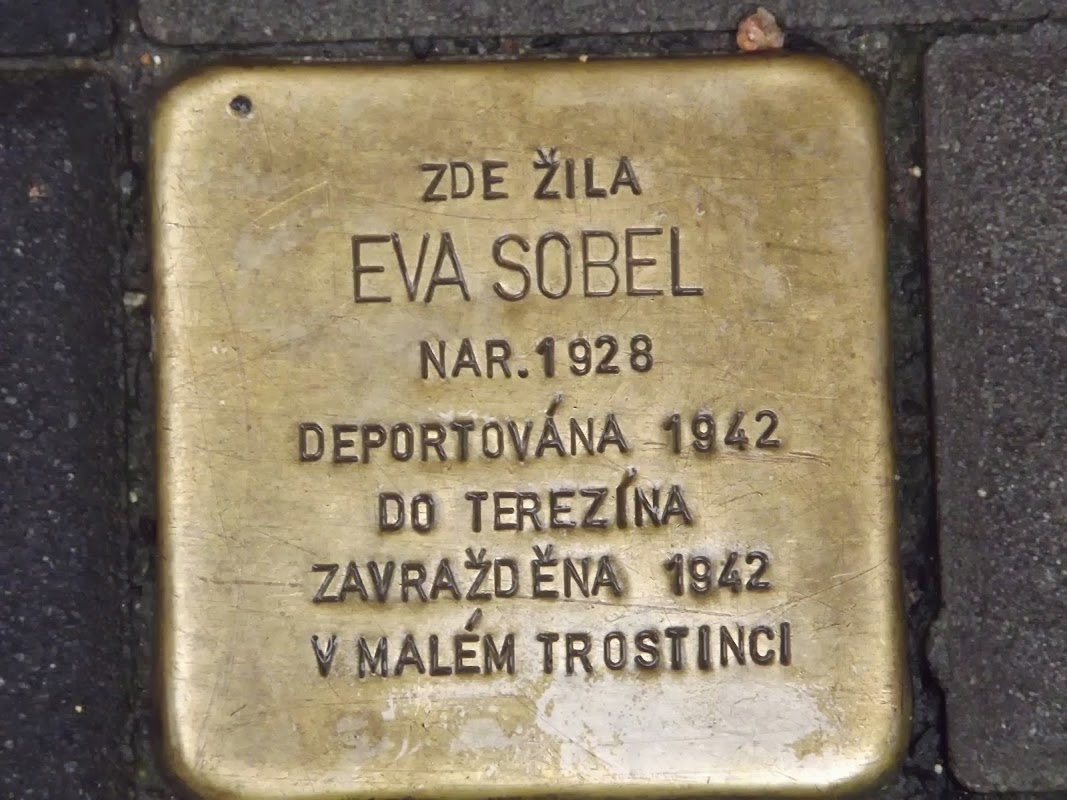 ZDE ŽILA
EVA SOBEL
NAR.1928
DEPORTOVÁNA 1942
DO TEREZÍNA
ZAVRAŽDĚNA 1942
V MALÉM TROSTINCI